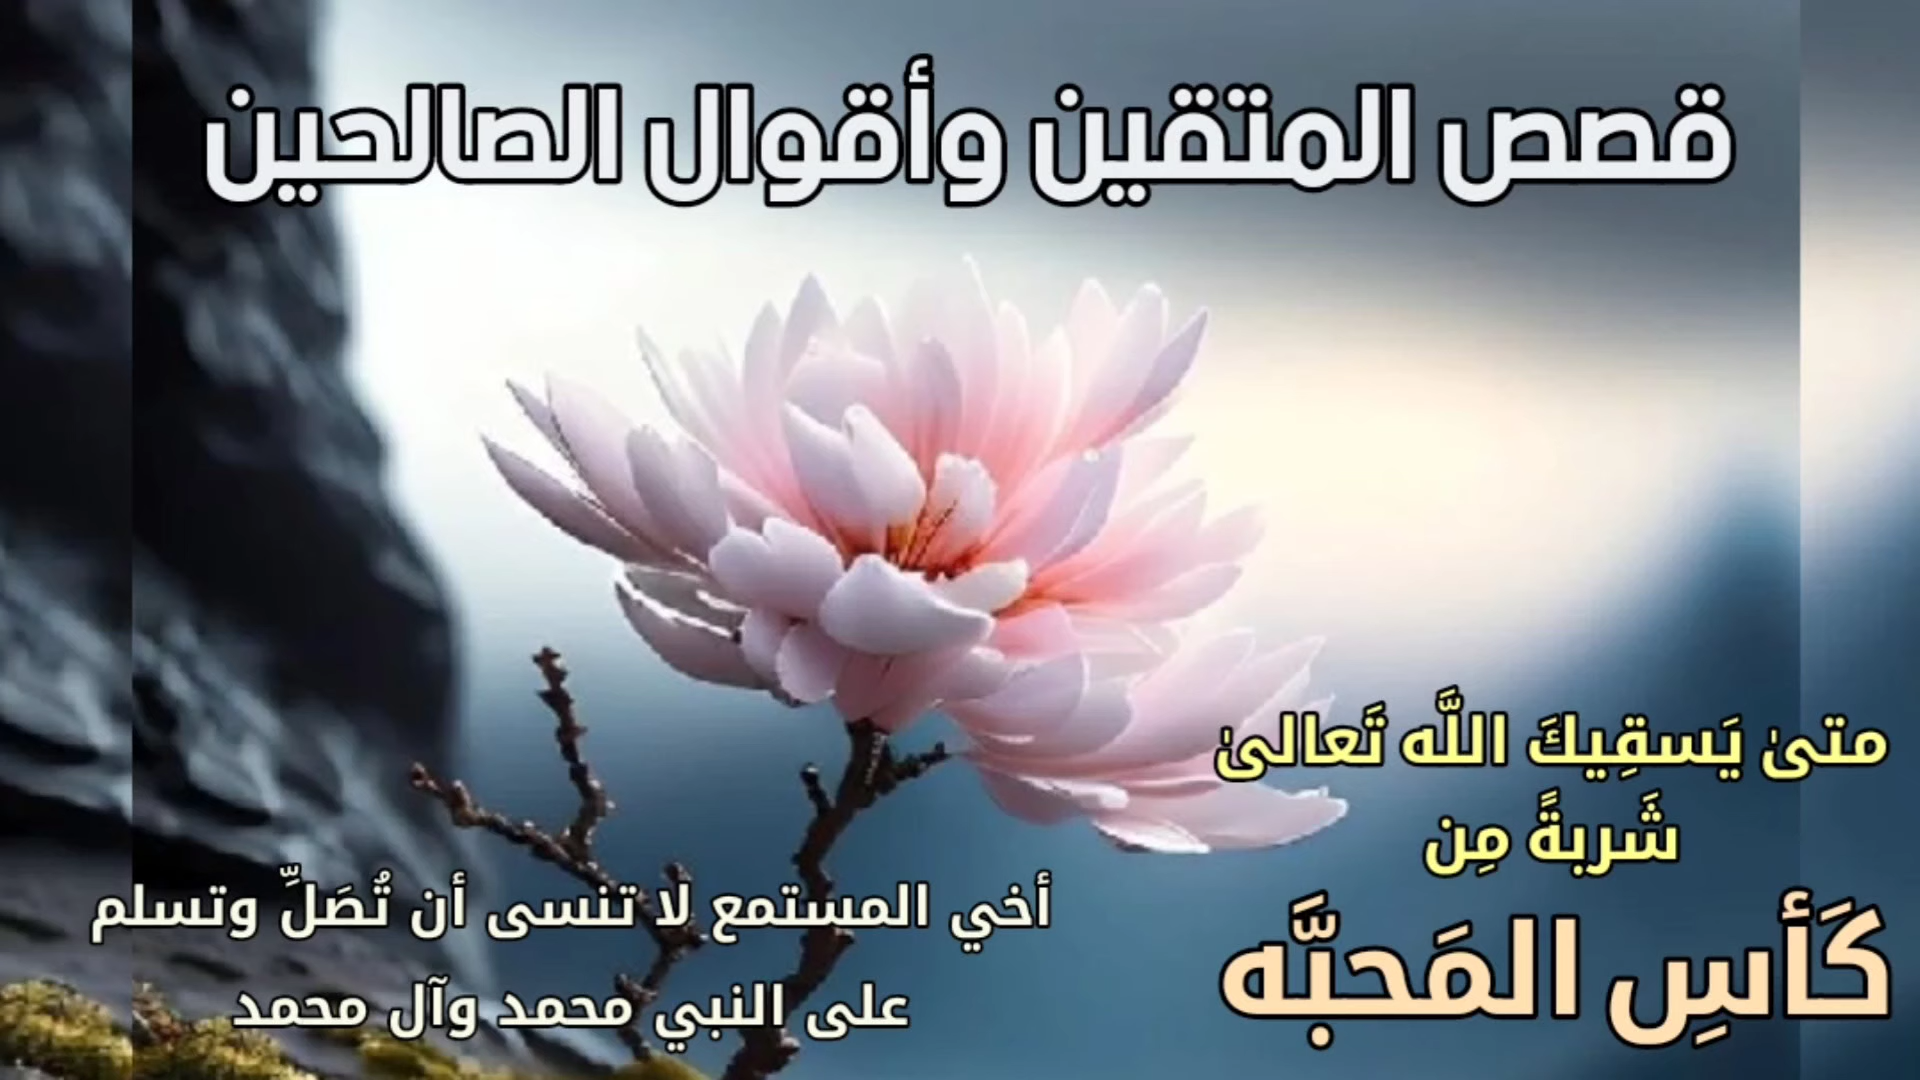 قصص المتقين وأقوال الصالحين
متىٰ يَسقِيكَ اللَّه تَعالىٰ
شَربةً مِن
كَأسِ المَحبَّه
أخي المستمع لا تنسى أن تُصَلِّ وتسلم
على النبي محمد وآل محمد